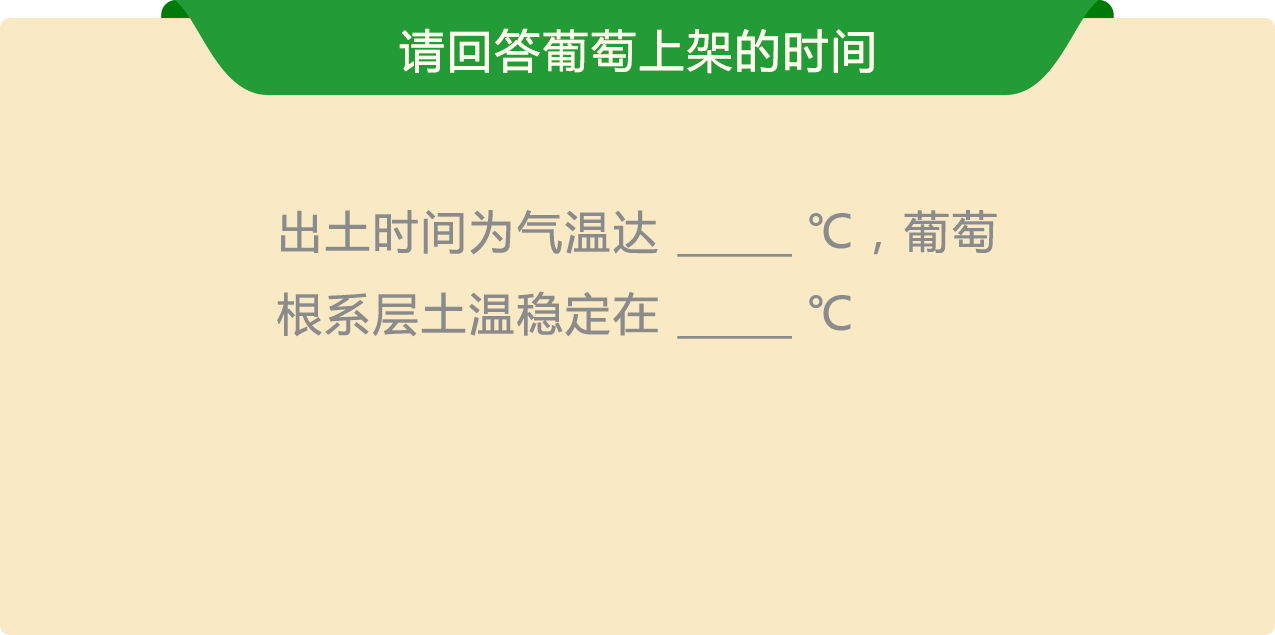 请回答葡萄上架的时间
出土时间为气温达 _____ ℃，葡萄
根系层土温稳定在 _____ ℃